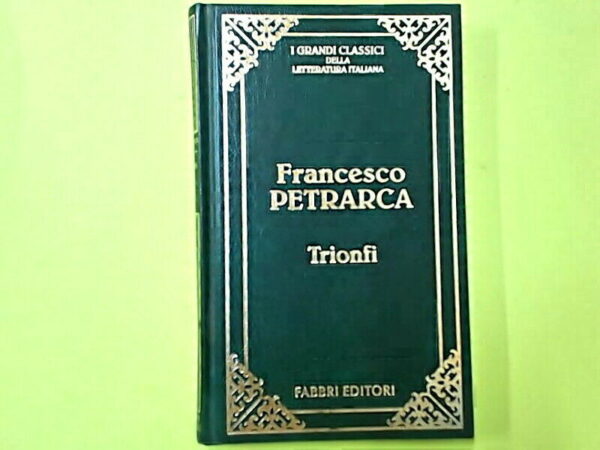 I GRANDI CLASSICI
DELLA
LETTERATURA ITALIANA
Francesco
PETRARCA
Trionfi
FABBRI EDITORI